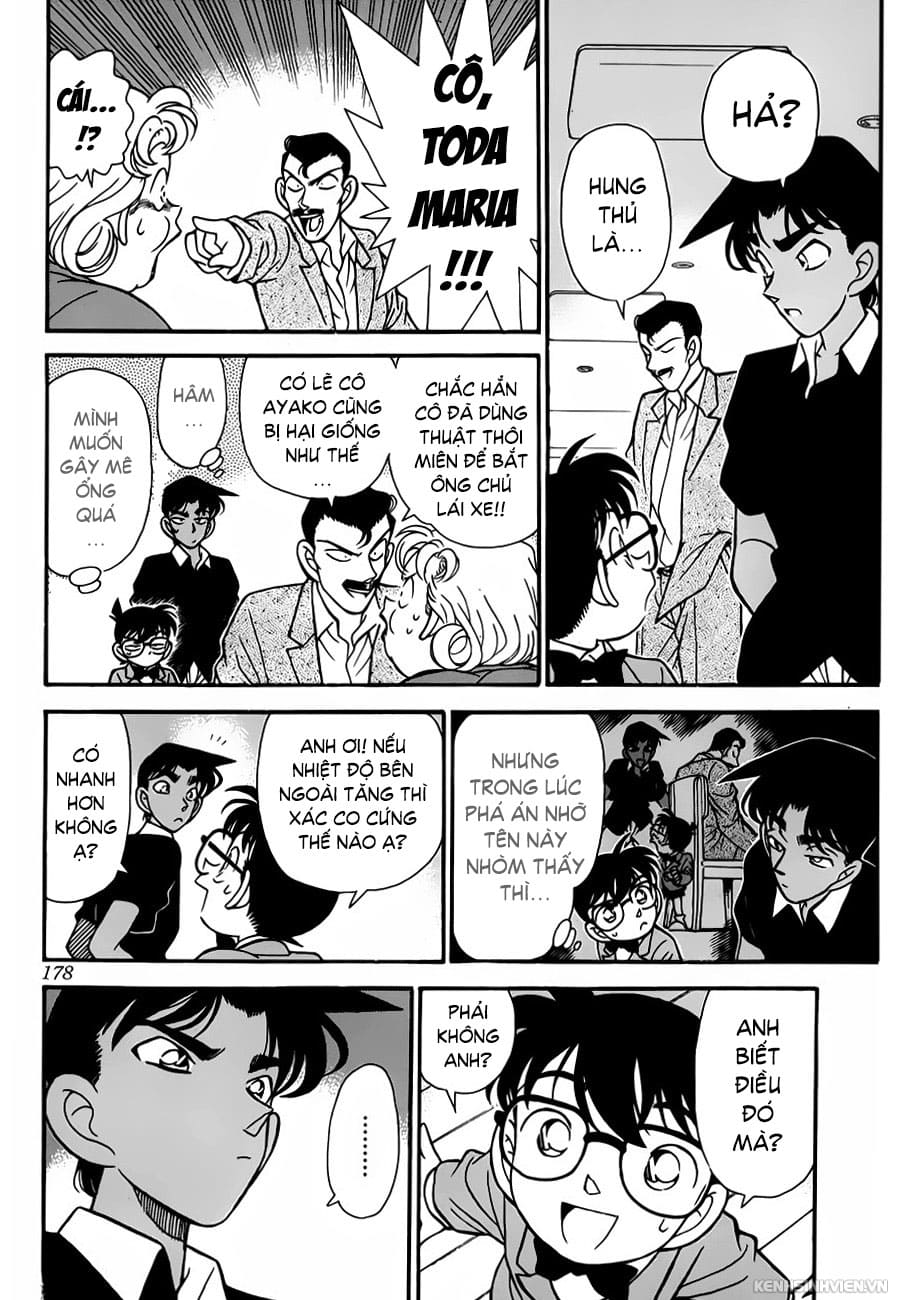 HẢ?
HUNG
THỦ
LÀ...
CÔ,
TODA
MARIA
!!!
CÁI...
!?
CHẮC HẲN
CÔ ĐÃ DÙNG
THUẬT THÔI
MIÊN ĐỂ BẮT
ÔNG CHỦ
LÁI XE!!
CÓ LẼ CÔ
AYAKO CŨNG
BỊ HẠI GIỐNG
NHƯ THẾ
...
HÂM
...
MÌNH
MUỐN
GÂY MÊ
ỔNG
QUÁ
...
NHƯNG
TRONG LÚC
PHÁ ÁN NHỠ
TÊN NÀY
NHÒM THẤY
THÌ...
ANH ƠI! NẾU
NHIỆT ĐỘ BÊN
NGOÀI TĂNG THÌ
XÁC CO CỨNG
THẾ NÀO Ạ?
CÓ
NHANH
HƠN
KHÔNG
Ạ?
178
ANH
BIẾT
ĐIỀU
ĐÓ
MÀ?
PHẢI
KHÔNG
ANH?
.........
KENHSINHVIEN.VN